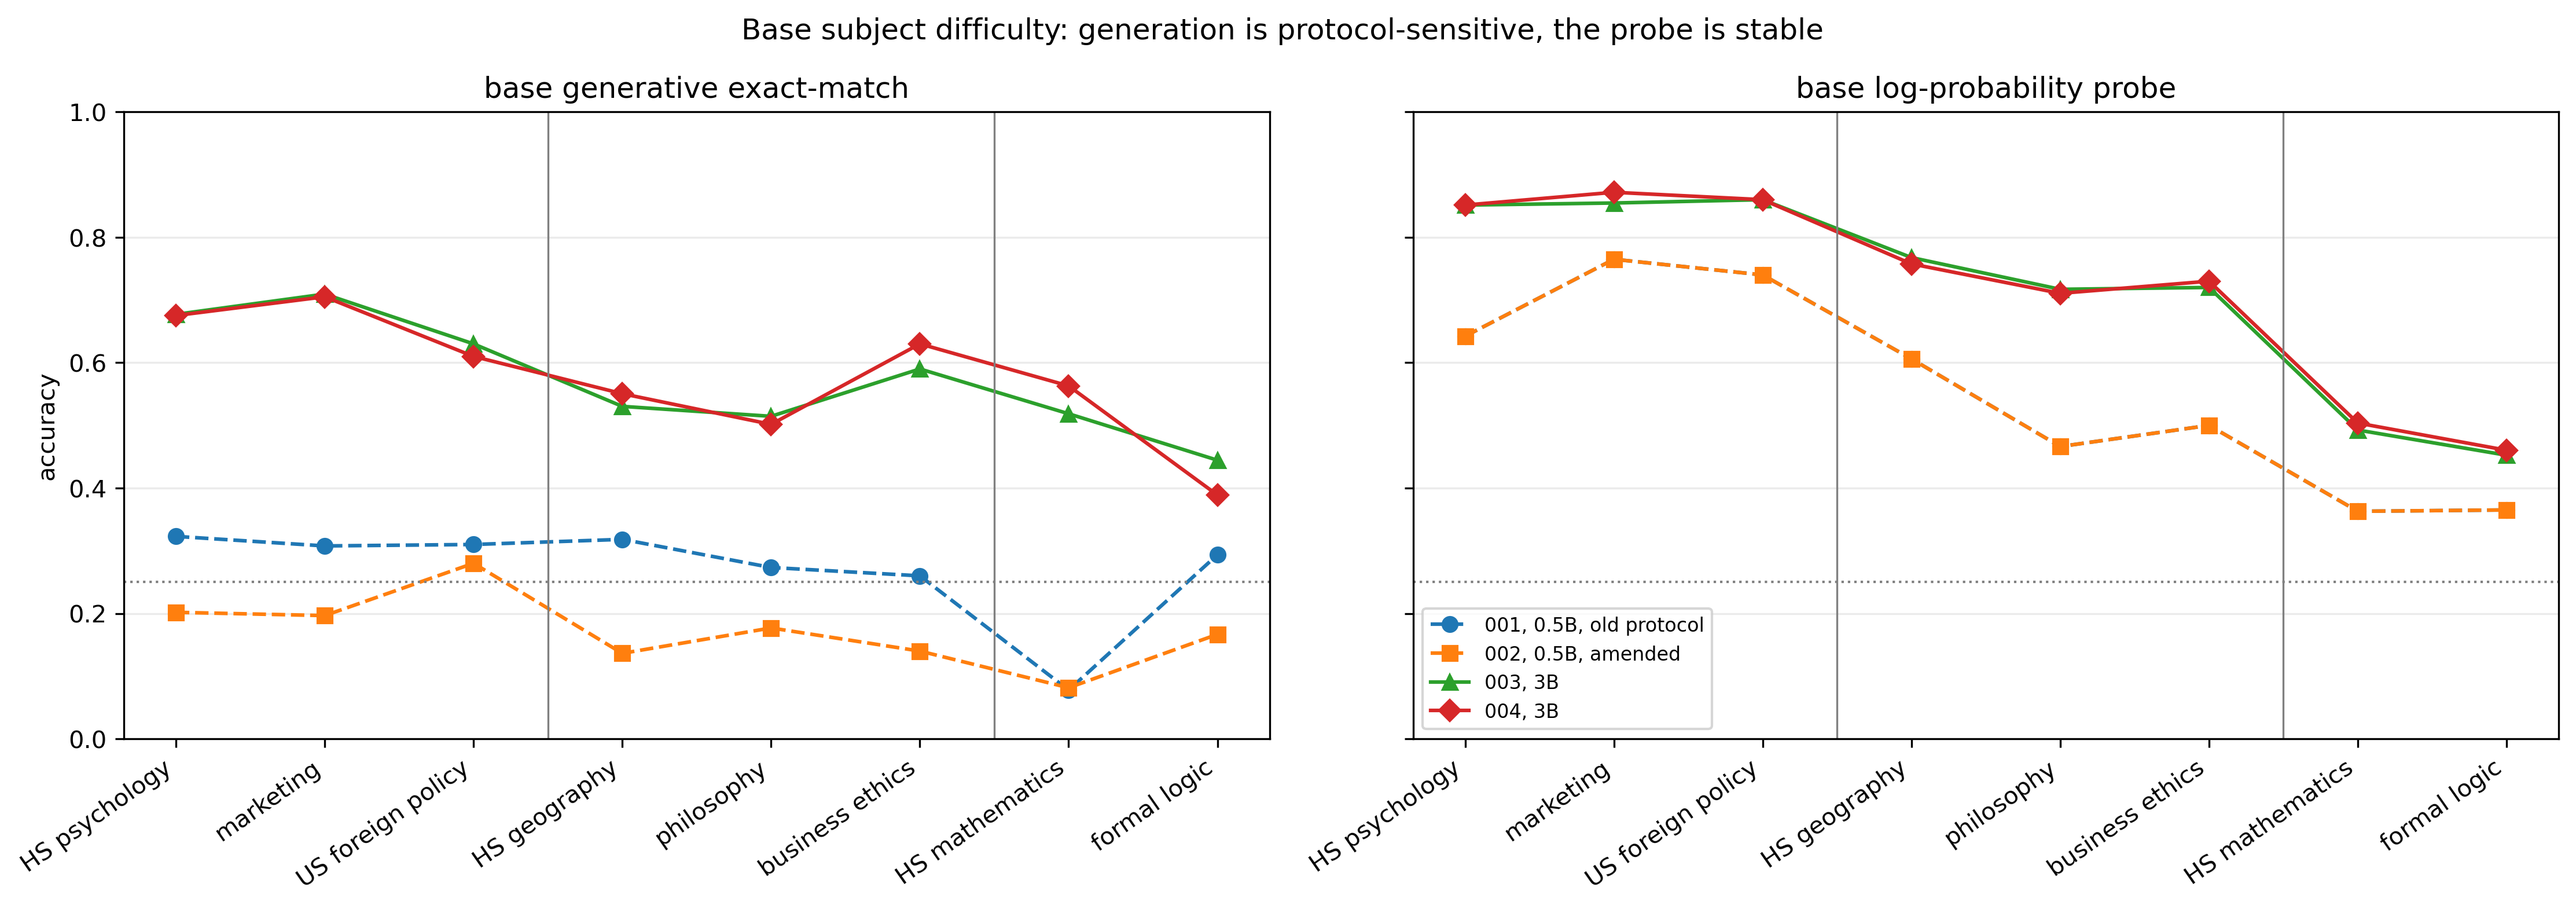 Base subject difficulty: generation is protocol-sensitive, the probe is stable
base generative exact-match
accuracy
1.0
0.8
0.6
0.4
0.2
0.0
HS psychology
marketing
US foreign policy
HS geography
philosophy
business ethics
HS mathematics
formal logic
base log-probability probe
001, 0.5B, old protocol
002, 0.5B, amended
003, 3B
004, 3B
HS psychology
marketing
US foreign policy
HS geography
philosophy
business ethics
HS mathematics
formal logic